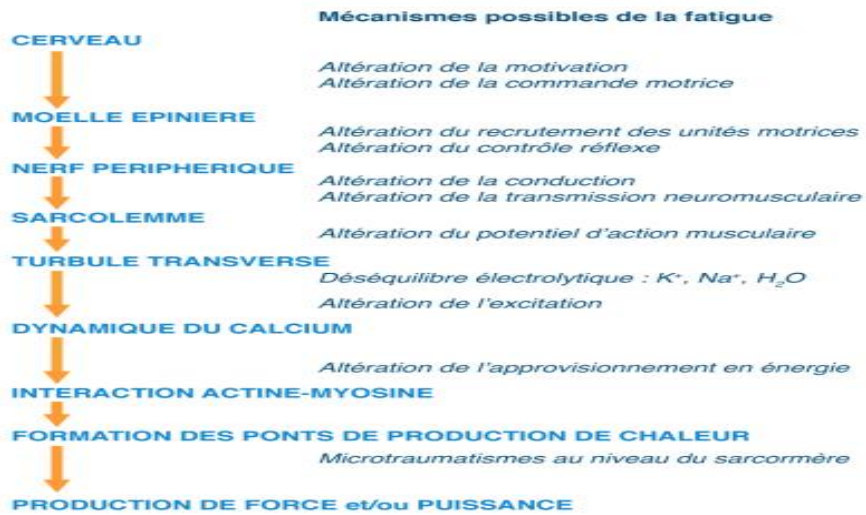 Mécanismes possibles de la fatigue
CERVEAU
Altération de la motivation
Altération de la commande motrice
MOELLE EPINIERE
Altération du recrutement des unités motrices
Altération du contrôle réflexe
NERF PERIPHERIQUE
Altération de la conduction
Altération de la transmission neuromusculaire
SARCOLEMME
Altération du potentiel d'action musculaire
TURBULE TRANSVERSE
Déséquilibre électrolytique : K⁺, Na⁺, H₂O
Altération de l'excitation
DYNAMIQUE DU CALCIUM
Altération de l'approvisionnement en énergie
INTERACTION ACTINE-MYOSINE
FORMATION DES PONTS DE PRODUCTION DE CHALEUR
Microtraumatismes au niveau du sarcormère
PRODUCTION DE FORCE et/ou PUISSANCE